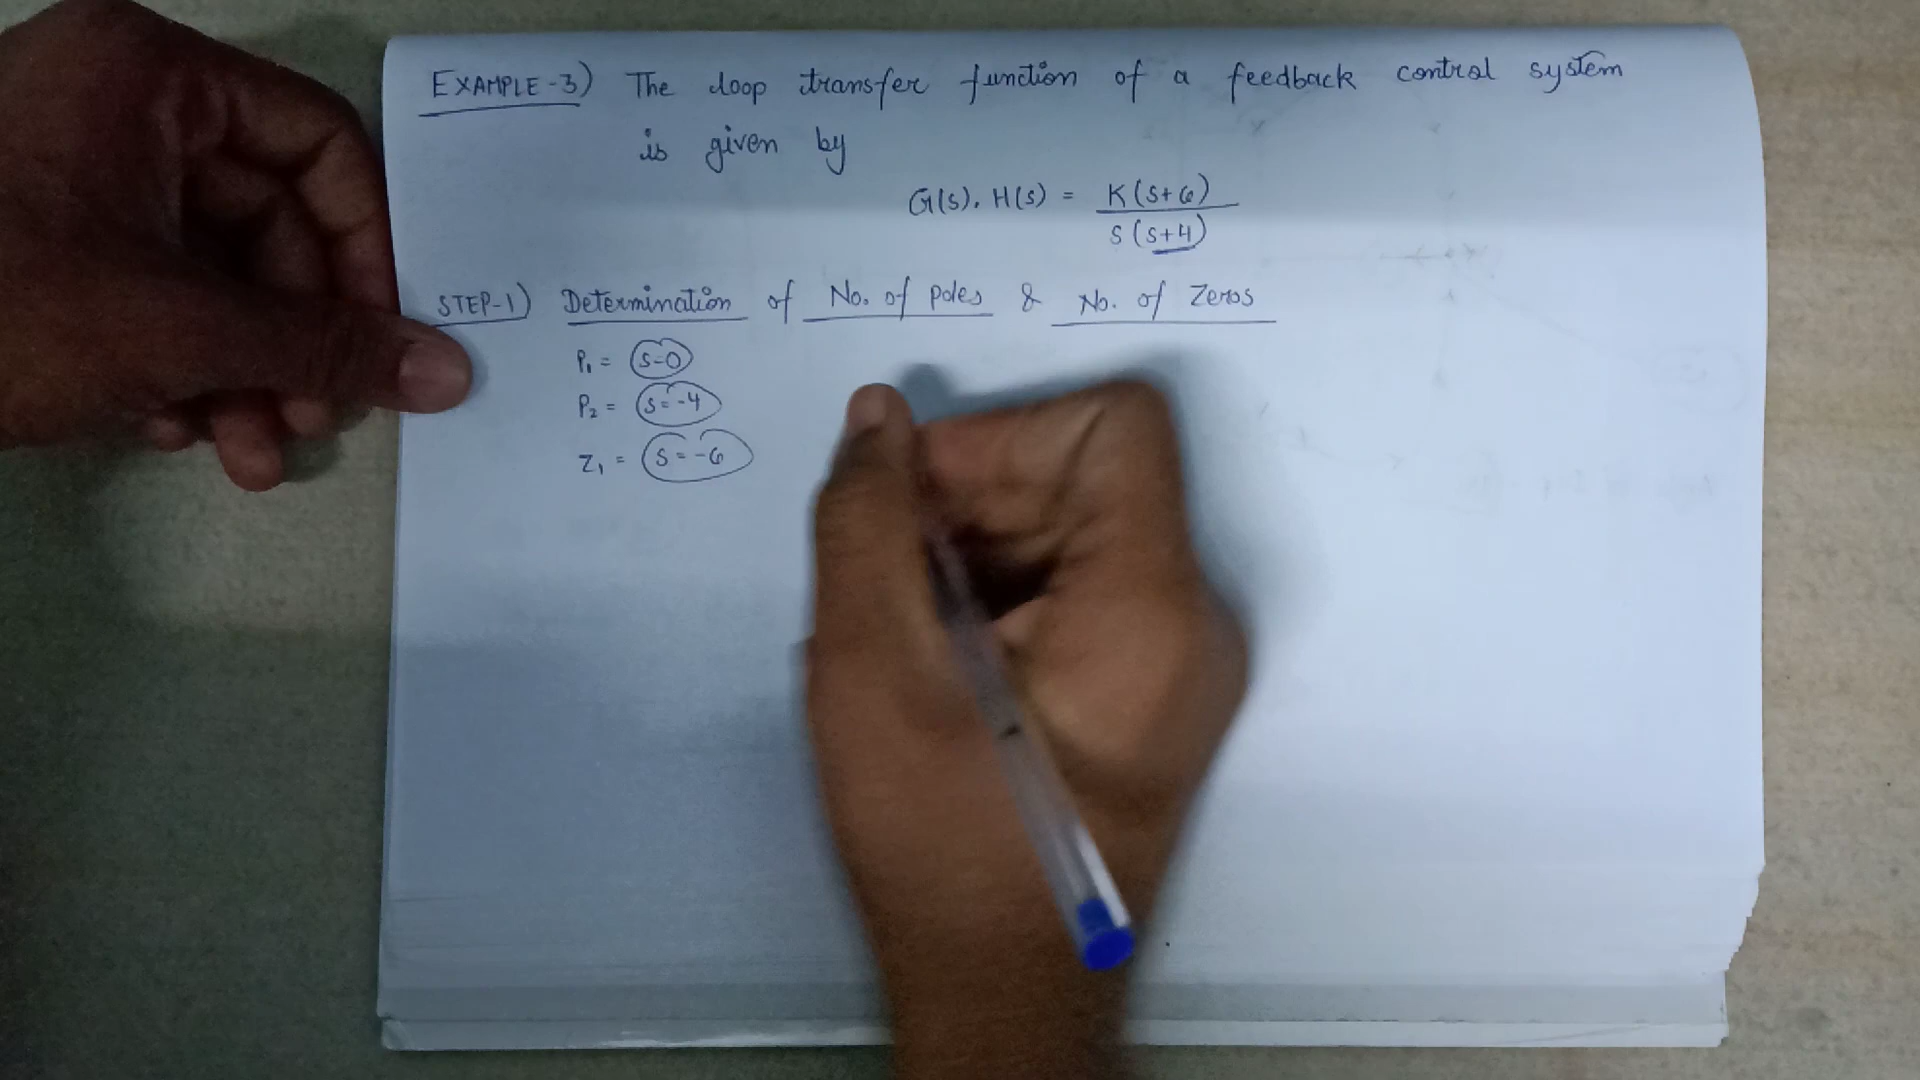 EXAMPLE-3) The loop transfer function of a feedback control system
is given by
G(s). H(s) = K(s+6)
s(s+4)
STEP-1) Determination of No. of poles & No. of Zeros
P₁ = s=0
P₂ = s=-4
Z₁ = s=-6